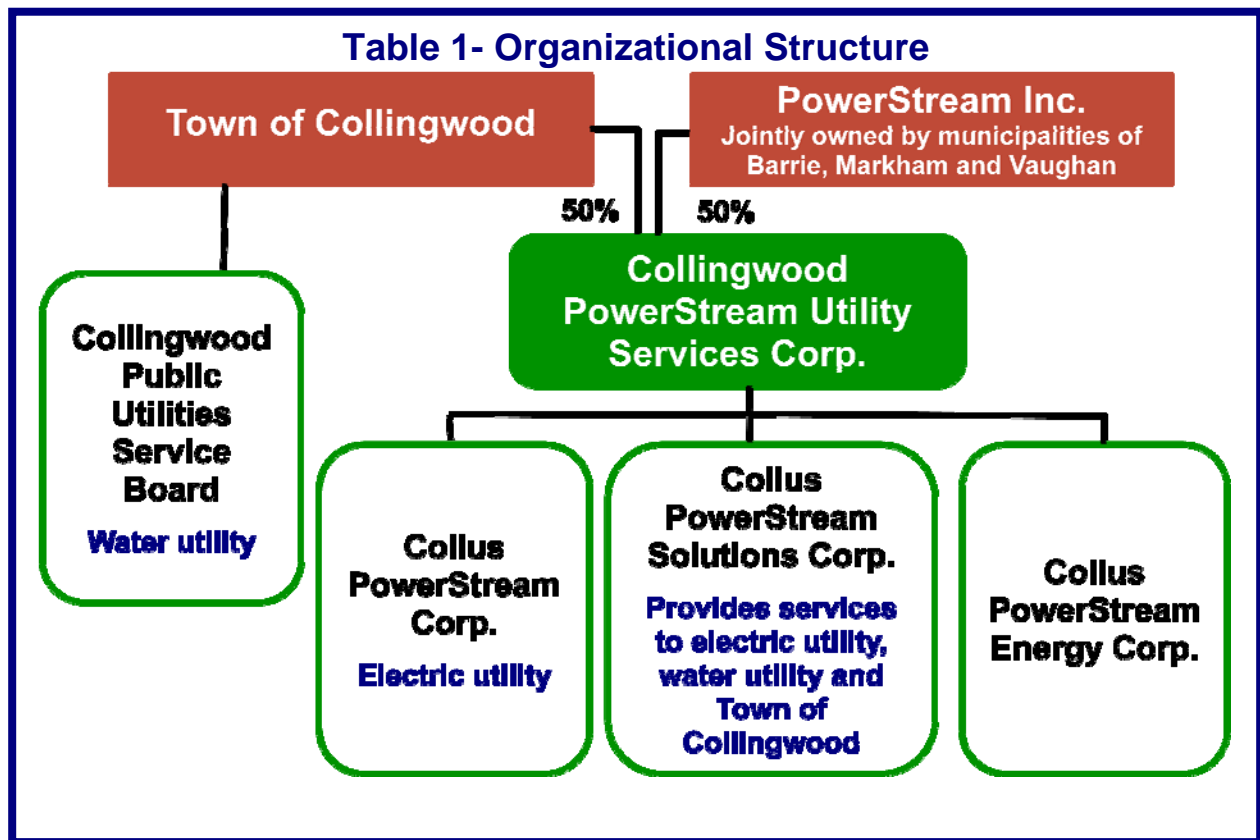 Table 1- Organizational Structure
Town of Collingwood
PowerStream Inc.
Jointly owned by municipalities of
Barrie, Markham and Vaughan
50%
50%
Collingwood
PowerStream Utility
Services Corp.
Collingwood
Public
Utilities
Service
Board
Water utility
Collus
PowerStream
Corp.
Electric utility
Collus
PowerStream
Solutions Corp.
Provides services
to electric utility,
water utility and
Town of
Collingwood
Collus
PowerStream
Energy Corp.